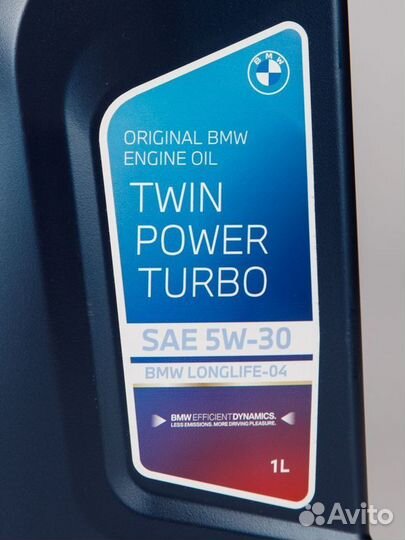 BMW
ORIGINAL BMW
ENGINE OIL
TWIN
POWER
TURBO
SAE 5W-30
BMW LONGLIFE-04
BMW EFFICIENTDYNAMICS.
LESS EMISSIONS. MORE DRIVING PLEASURE.
1L
Avito